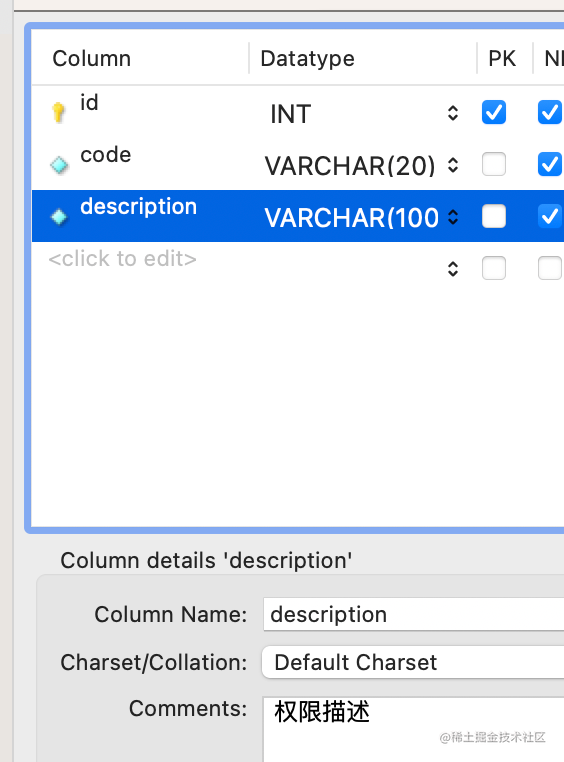 Column Datatype PK
id INT
code VARCHAR(20)
description VARCHAR(100
<click to edit>
Column details 'description'
Column Name: description
Charset/Collation: Default Charset
Comments: 权限描述
@稀土掘金技术社区